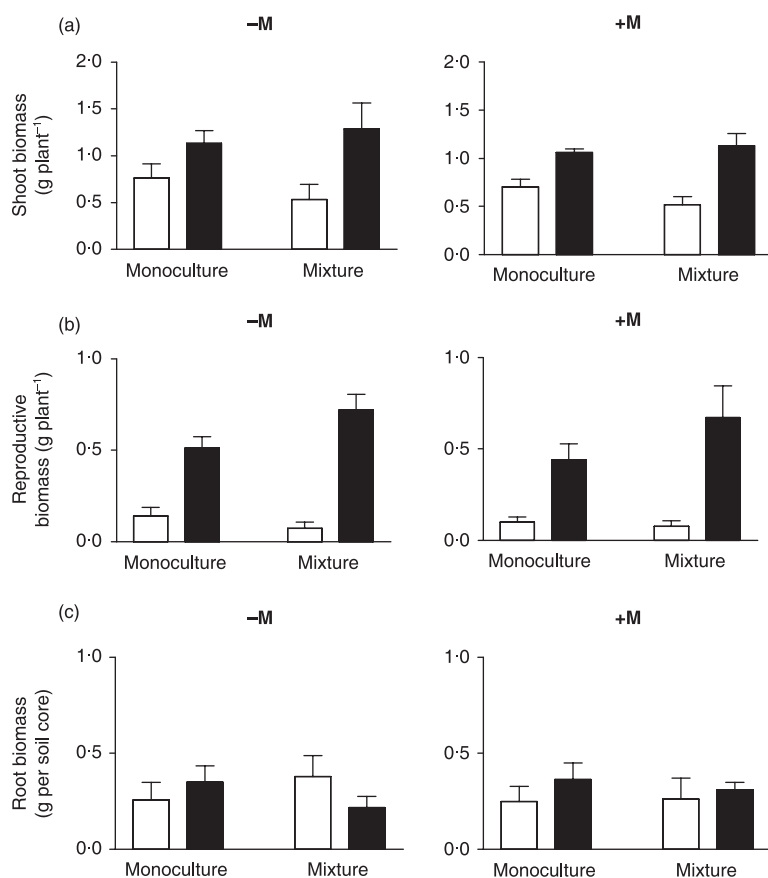 (a)
−M
+M
Shoot biomass
(g plant⁻¹)
2·0
1·5
1·0
0·5
0·0
Monoculture
Mixture
2·0
1·5
1·0
0·5
0·0
Monoculture
Mixture
(b)
−M
+M
Reproductive
biomass (g plant⁻¹)
1·0
0·5
0·0
Monoculture
Mixture
1·0
0·5
0·0
Monoculture
Mixture
(c)
−M
+M
Root biomass
(g per soil core)
1·0
0·5
0·0
Monoculture
Mixture
1·0
0·5
0·0
Monoculture
Mixture